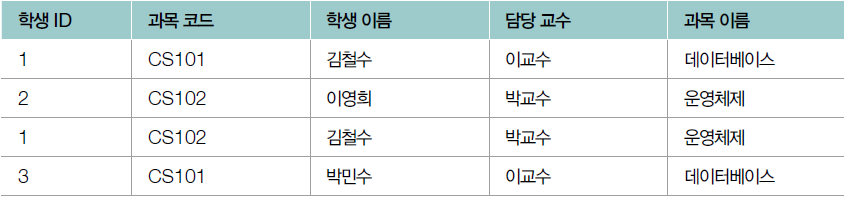 학생 ID 과목 코드 학생 이름 담당 교수 과목 이름
1 CS101 김철수 이교수 데이터베이스
2 CS102 이영희 박교수 운영체제
1 CS102 김철수 박교수 운영체제
3 CS101 박민수 이교수 데이터베이스